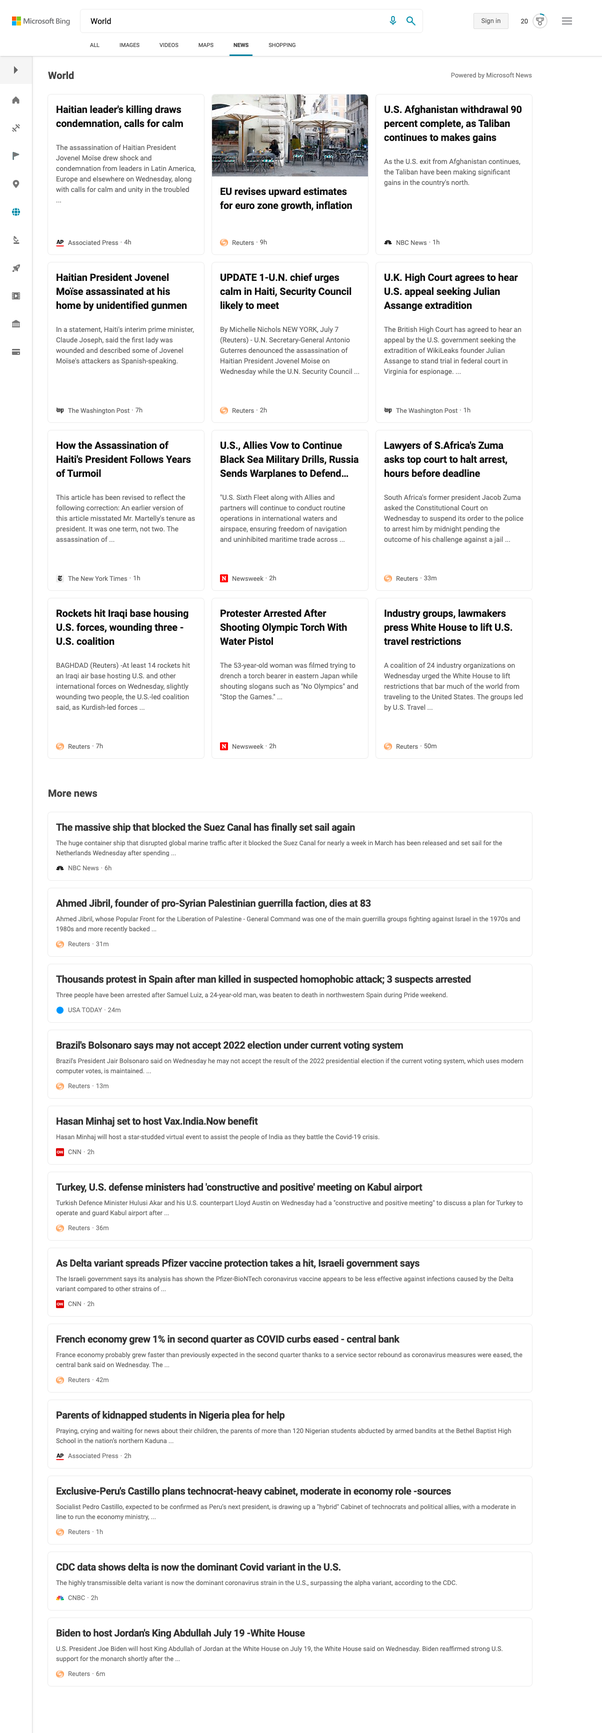 Microsoft Bing
World
Sign in
20
ALL
IMAGES
VIDEOS
MAPS
NEWS
SHOPPING
World
Powered by Microsoft News
Haitian leader's killing draws
condemnation, calls for calm
The assassination of Haitian President
Jovenel Moise drew shock and
condemnation from leaders in Latin America,
Europe and elsewhere on Wednesday, along
with calls for calm and unity in the troubled
...
AP Associated Press · 4h
EU revises upward estimates
for euro zone growth, inflation
Reuters · 9h
U.S. Afghanistan withdrawal 90
percent complete, as Taliban
continues to makes gains
As the U.S. exit from Afghanistan continues,
the Taliban have been making significant
gains in the country's north.
NBC News · 1h
Haitian President Jovenel
Moïse assassinated at his
home by unidentified gunmen
In a statement, Haiti's interim prime minister,
Claude Joseph, said the first lady was
wounded and described some of Jovenel
Moïse's attackers as Spanish-speaking.
wp The Washington Post · 7h
UPDATE 1-U.N. chief urges
calm in Haiti, Security Council
likely to meet
By Michelle Nichols NEW YORK, July 7
(Reuters) - U.N. Secretary-General Antonio
Guterres denounced the assassination of
Haitian President Jovenel Moise on
Wednesday while the U.N. Security Council ...
Reuters · 2h
U.K. High Court agrees to hear
U.S. appeal seeking Julian
Assange extradition
The British High Court has agreed to hear an
appeal by the U.S. government seeking the
extradition of WikiLeaks founder Julian
Assange to stand trial in federal court in
Virginia for espionage. ...
wp The Washington Post · 1h
How the Assassination of
Haiti's President Follows Years
of Turmoil
This article has been revised to reflect the
following correction: An earlier version of
this article misstated Mr. Martelly's tenure as
president. It was one term, not two. The
assassination of ...
The New York Times · 1h
U.S., Allies Vow to Continue
Black Sea Military Drills, Russia
Sends Warplanes to Defend...
"U.S. Sixth Fleet along with Allies and
partners will continue to conduct routine
operations in international waters and
airspace, ensuring freedom of navigation
and uninhibited maritime trade across ...
N Newsweek · 2h
Lawyers of S.Africa's Zuma
asks top court to halt arrest,
hours before deadline
South Africa's former president Jacob Zuma
asked the Constitutional Court on
Wednesday to suspend its order to the police
to arrest him by midnight pending the
outcome of his challenge against a jail ...
Reuters · 33m
Rockets hit Iraqi base housing
U.S. forces, wounding three -
U.S. coalition
BAGHDAD (Reuters) -At least 14 rockets hit
an Iraqi air base hosting U.S. and other
international forces on Wednesday, slightly
wounding two people, the U.S.-led coalition
said, as Kurdish-led forces ...
Reuters · 7h
Protester Arrested After
Shooting Olympic Torch With
Water Pistol
The 53-year-old woman was filmed trying to
drench a torch bearer in eastern Japan while
shouting slogans such as "No Olympics" and
"Stop the Games." ...
N Newsweek · 2h
Industry groups, lawmakers
press White House to lift U.S.
travel restrictions
A coalition of 24 industry organizations on
Wednesday urged the White House to lift
restrictions that bar much of the world from
traveling to the United States. The groups led
by U.S. Travel ...
Reuters · 50m
More news
The massive ship that blocked the Suez Canal has finally set sail again
The huge container ship that disrupted global marine traffic after it blocked the Suez Canal for nearly a week in March has been released and set sail for the
Netherlands Wednesday after spending ...
NBC News · 6h
Ahmed Jibril, founder of pro-Syrian Palestinian guerrilla faction, dies at 83
Ahmed Jibril, whose Popular Front for the Liberation of Palestine - General Command was one of the main guerrilla groups fighting against Israel in the 1970s and
1980s and more recently backed ...
Reuters · 31m
Thousands protest in Spain after man killed in suspected homophobic attack; 3 suspects arrested
Three people have been arrested after Samuel Luiz, a 24-year-old man, was beaten to death in northwestern Spain during Pride weekend.
USA TODAY · 24m
Brazil's Bolsonaro says may not accept 2022 election under current voting system
Brazil's President Jair Bolsonaro said on Wednesday he may not accept the result of the 2022 presidential election if the current voting system, which uses modern
computer votes, is maintained. ...
Reuters · 13m
Hasan Minhaj set to host Vax.India.Now benefit
Hasan Minhaj will host a star-studded virtual event to assist the people of India as they battle the Covid-19 crisis.
CNN CNN · 2h
Turkey, U.S. defense ministers had 'constructive and positive' meeting on Kabul airport
Turkish Defence Minister Hulusi Akar and his U.S. counterpart Lloyd Austin on Wednesday had a "constructive and positive meeting" to discuss a plan for Turkey to
operate and guard Kabul airport after ...
Reuters · 36m
As Delta variant spreads Pfizer vaccine protection takes a hit, Israeli government says
The Israeli government says its analysis has shown the Pfizer-BioNTech coronavirus vaccine appears to be less effective against infections caused by the Delta
variant compared to other strains of ...
CNN CNN · 2h
French economy grew 1% in second quarter as COVID curbs eased - central bank
France economy probably grew faster than previously expected in the second quarter thanks to a service sector rebound as coronavirus measures were eased, the
central bank said on Wednesday. The ...
Reuters · 42m
Parents of kidnapped students in Nigeria plea for help
Praying, crying and waiting for news about their children, the parents of more than 120 Nigerian students abducted by armed bandits at the Bethel Baptist High
School in the nation's northern Kaduna ...
AP Associated Press · 2h
Exclusive-Peru's Castillo plans technocrat-heavy cabinet, moderate in economy role -sources
Socialist Pedro Castillo, expected to be confirmed as Peru's next president, is drawing up a "hybrid" Cabinet of technocrats and political allies, with a moderate in
line to run the economy ministry, ...
Reuters · 1h
CDC data shows delta is now the dominant Covid variant in the U.S.
The highly transmissible delta variant is now the dominant coronavirus strain in the U.S., surpassing the alpha variant, according to the CDC.
CNBC · 2h
Biden to host Jordan's King Abdullah July 19 -White House
U.S. President Joe Biden will host King Abdullah of Jordan at the White House on July 19, the White House said on Wednesday. Biden reaffirmed strong U.S.
support for the monarch shortly after the ...
Reuters · 6m